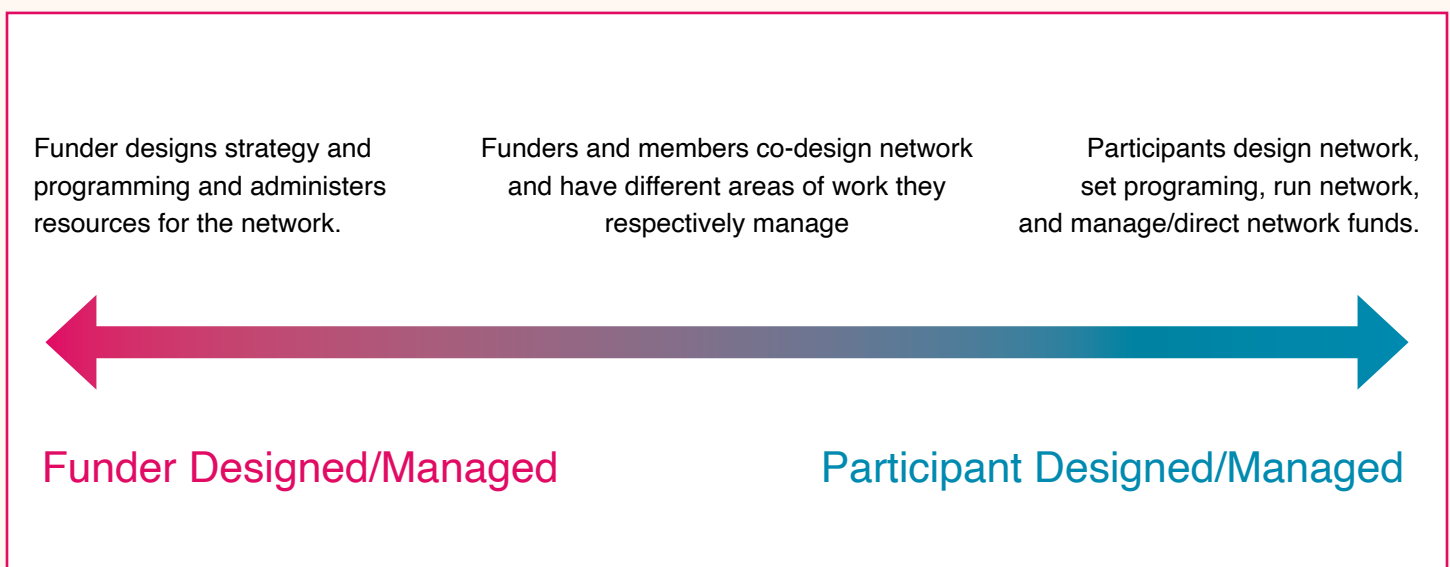 Funder designs strategy and
programming and administers
resources for the network.
Funders and members co-design network
and have different areas of work they
respectively manage
Participants design network,
set programing, run network,
and manage/direct network funds.
Funder Designed/Managed
Participant Designed/Managed